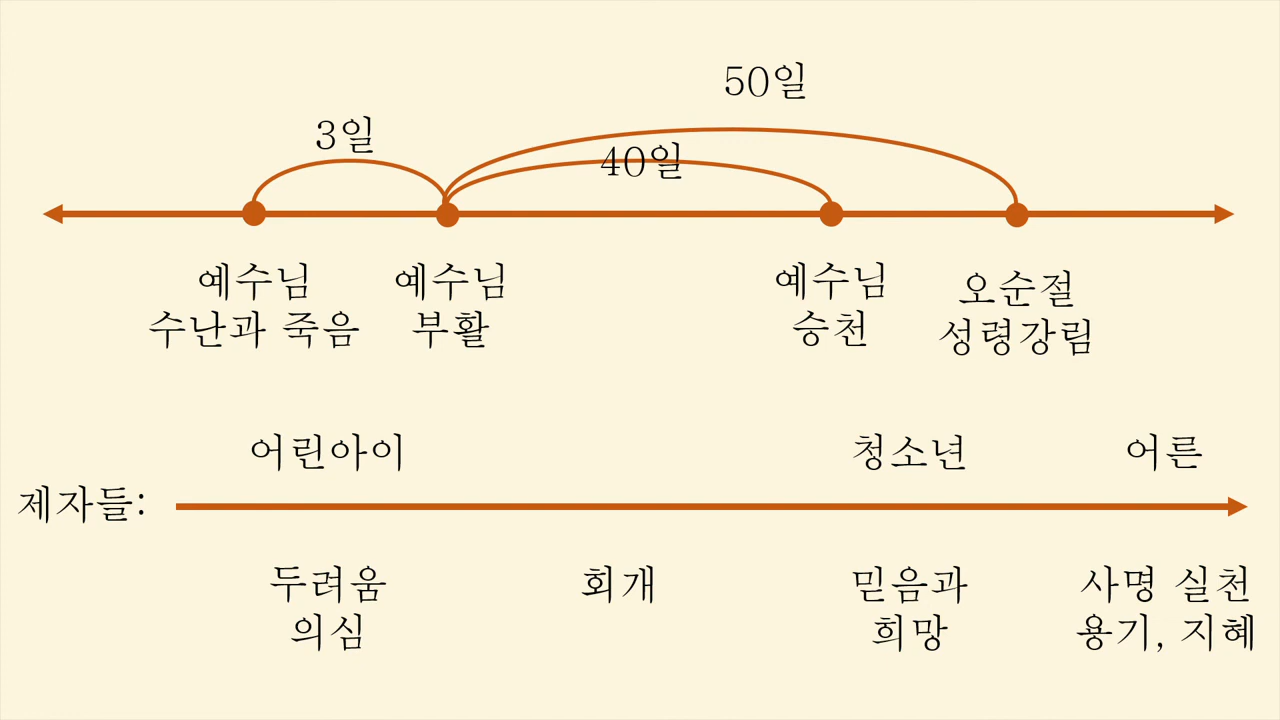 50일
3일
40일
예수님
수난과 죽음
예수님
부활
예수님
승천
오순절
성령강림
어린아이
청소년
어른
제자들:
두려움
의심
회개
믿음과
희망
사명 실천
용기, 지혜